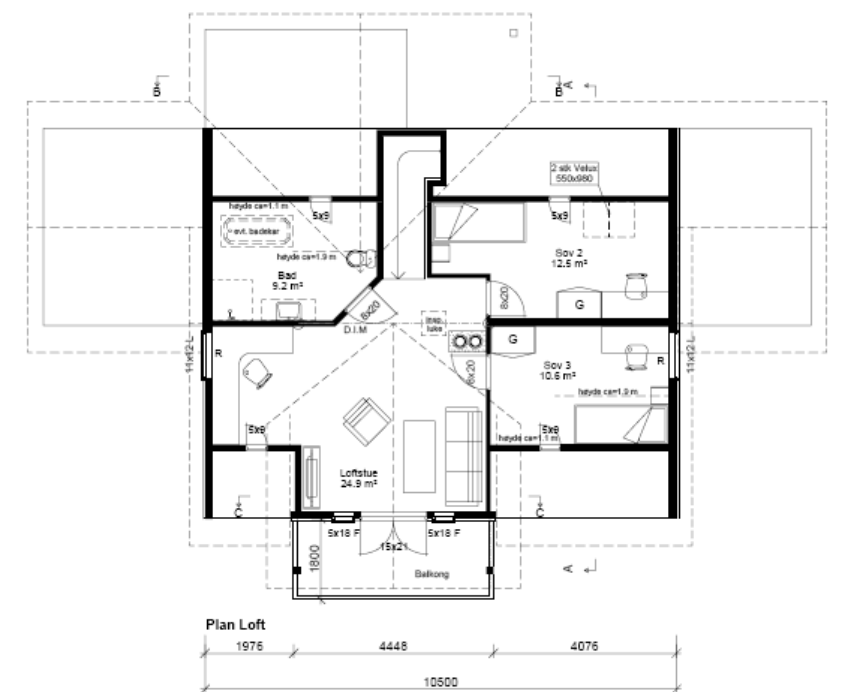 B
B
A
2 stk Velux
550x980
høyde ca=1.1 m
5x9
5x9
evt. badekar
høyde ca=1.9 m
Sov 2
12.5 m²
Bad
9.2 m²
8x20
G
8x20
D.I.M
Insp.
luke
G
11x12 L
R
Sov 3
10.6 m²
R
11x12 L
8x20
høyde ca=1.9 m
5x9
5x9
høyde ca=1.1 m
Loftstue
24.9 m²
C
C
5x18 F
15x21
5x18 F
1800
Balkong
A
Plan Loft
1976
4448
4076
10500